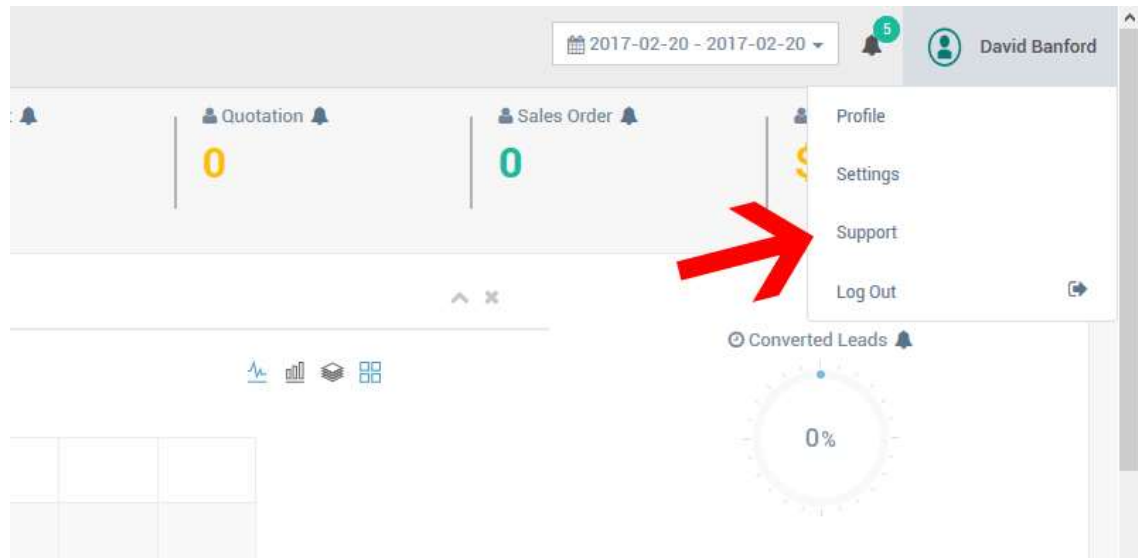 2017-02-20 - 2017-02-20
5
David Banford
Quotation
0
Sales Order
0
Profile
Settings
Support
Log Out
Converted Leads
0%